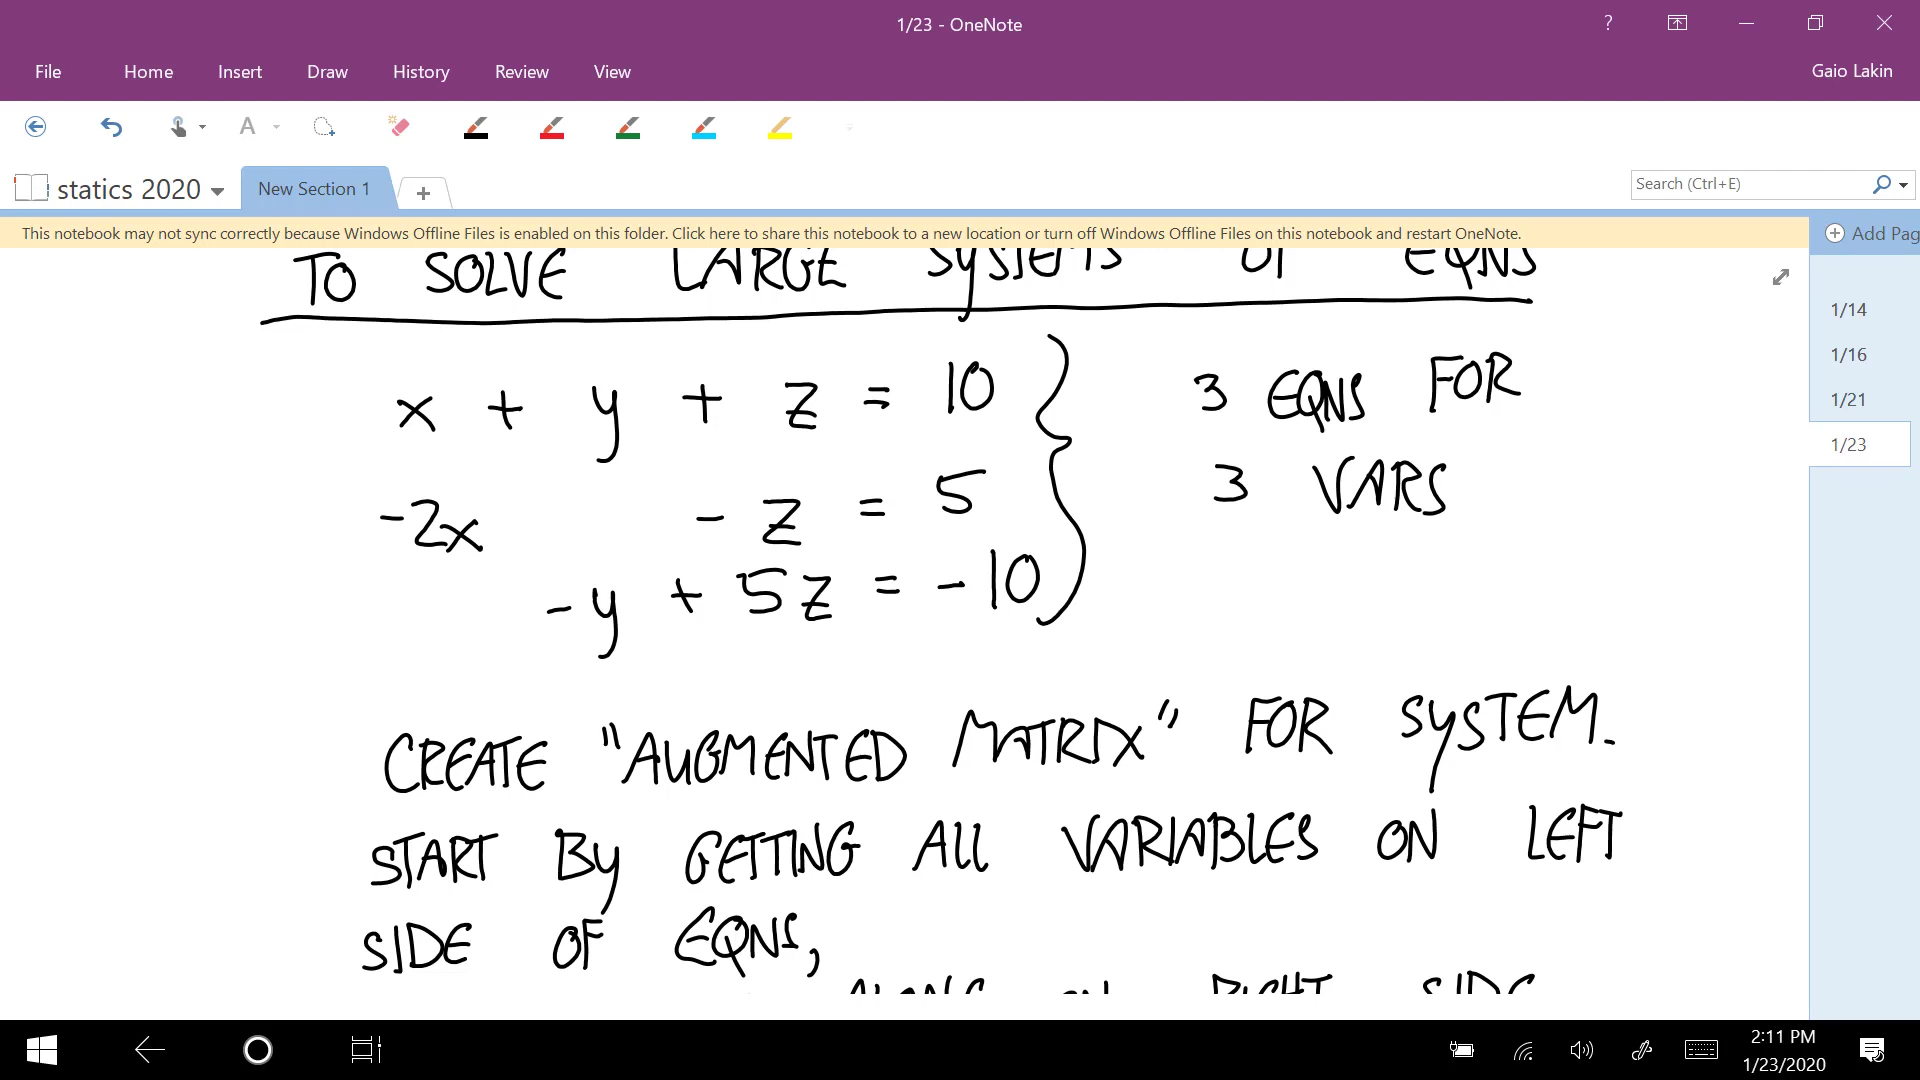 1/23 - OneNote
?
File Home Insert Draw History Review View
Gaio Lakin
A
statics 2020
New Section 1
+
Search (Ctrl+E)
This notebook may not sync correctly because Windows Offline Files is enabled on this folder. Click here to share this notebook to a new location or turn off Windows Offline Files on this notebook and restart OneNote.
Add Pag
1/14
1/16
1/21
1/23
TO SOLVE LARGE SYSTEMS OF EQNS
x + y + z = 10
-2x - z = 5
-y + 5z = -10
3 EQNS FOR
3 VARS
CREATE "AUGMENTED MATRIX" FOR SYSTEM.
START BY GETTING ALL VARIABLES ON LEFT
SIDE OF EQNS,
RIGHT SIDE
2:11 PM
1/23/2020